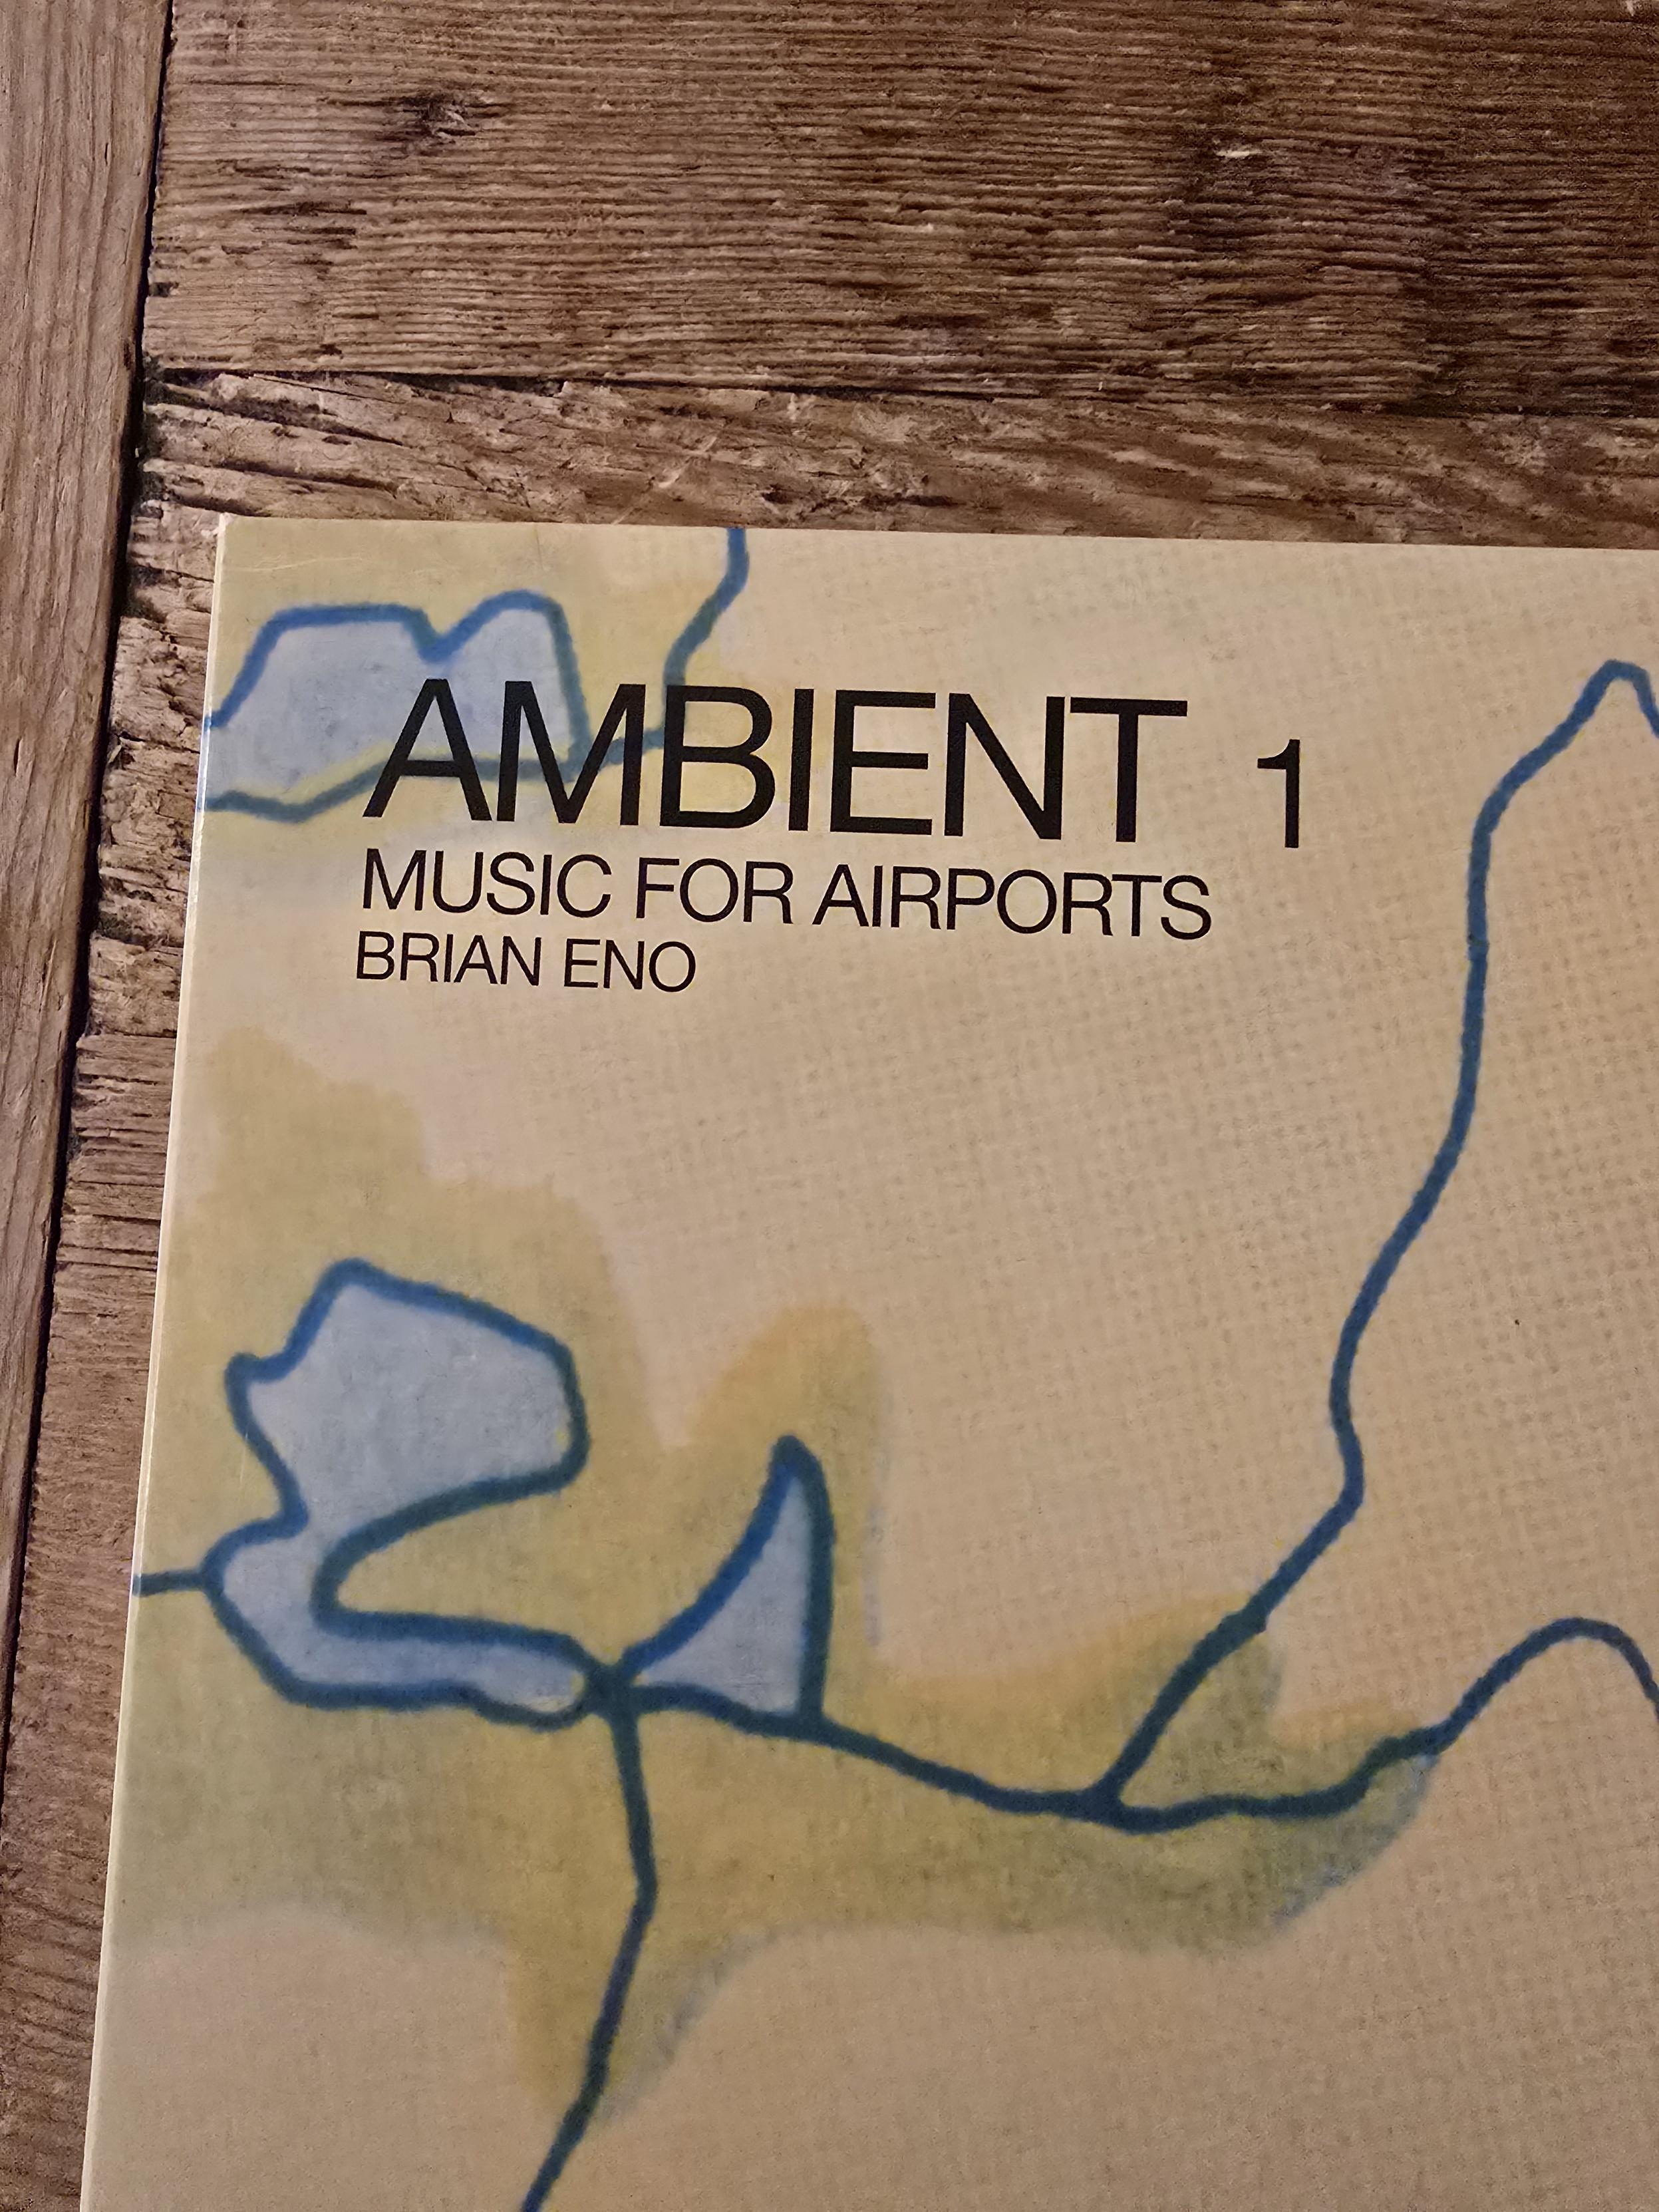 AMBIENT 1
MUSIC FOR AIRPORTS
BRIAN ENO